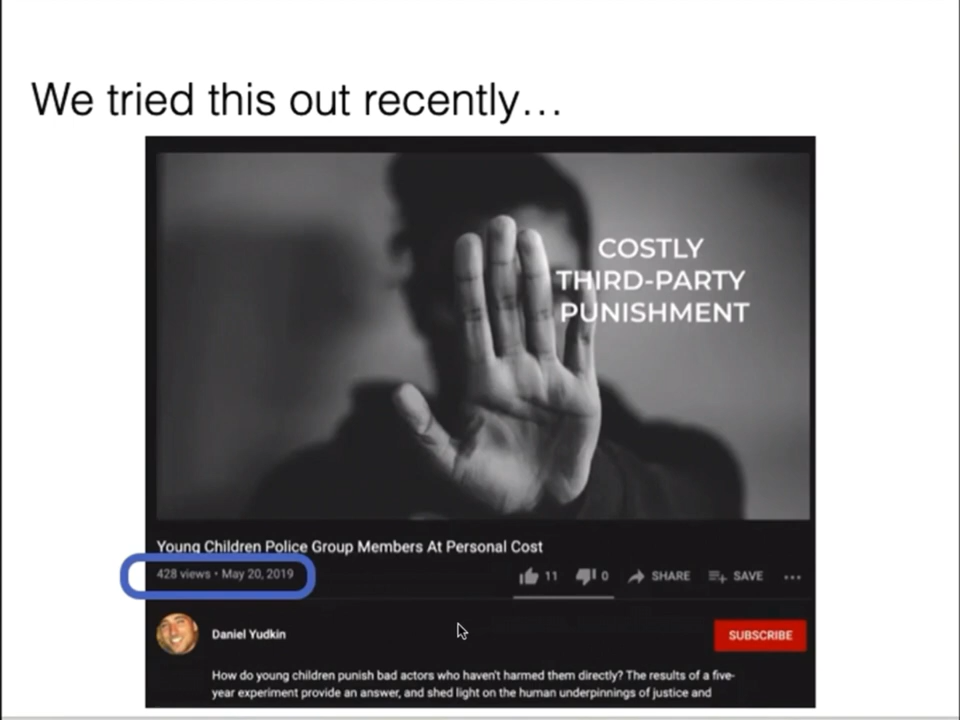 We tried this out recently…
COSTLY
THIRD-PARTY
PUNISHMENT
Young Children Police Group Members At Personal Cost
428 views • May 20, 2019
11
0
SHARE
SAVE
Daniel Yudkin
SUBSCRIBE
How do young children punish bad actors who haven't harmed them directly? The results of a five-
year experiment provide an answer, and shed light on the human underpinnings of justice and